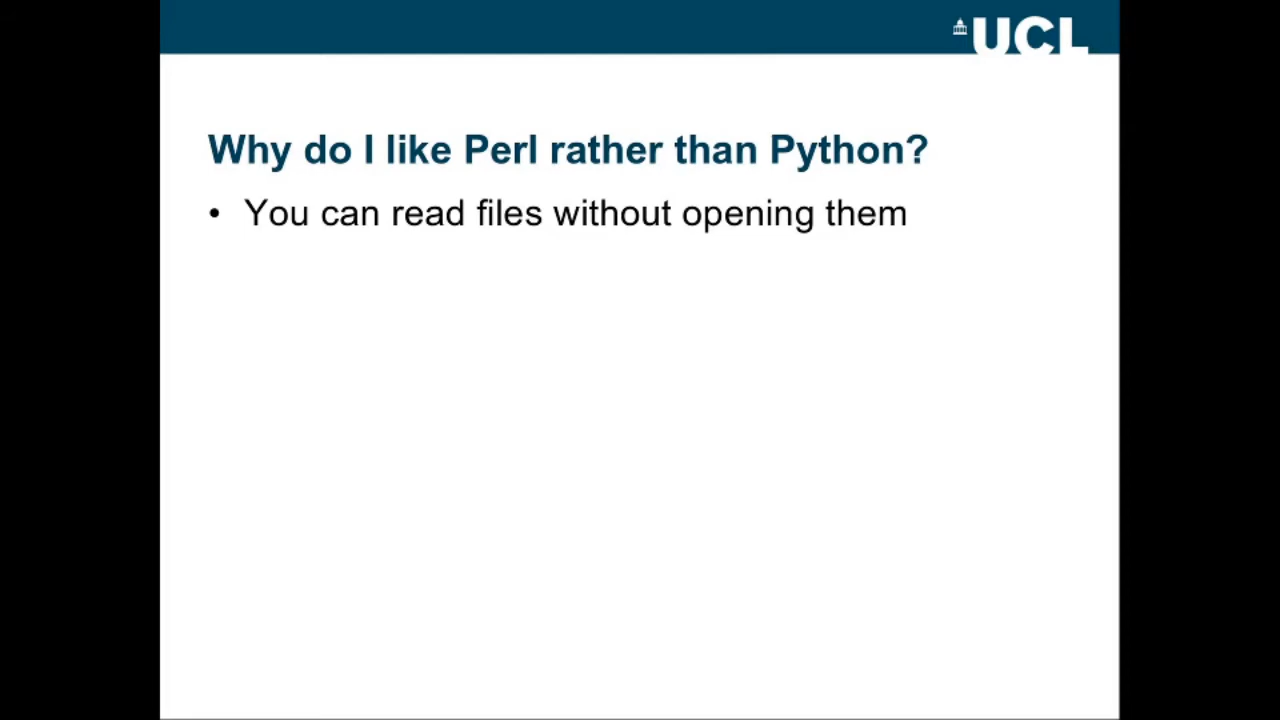 UCL
Why do I like Perl rather than Python?
• You can read files without opening them